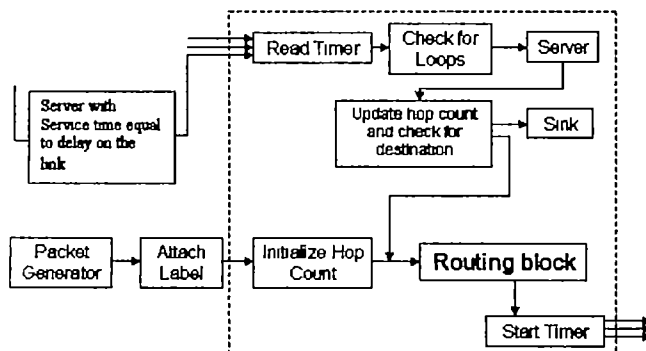 Read Timer
Check for
Loops
Server
Server with
Service time equal
to delay on the
link
Update hop count
and check for
destination
Sink
Packet
Generator
Attach
Label
Initialize Hop
Count
Routing block
Start Timer